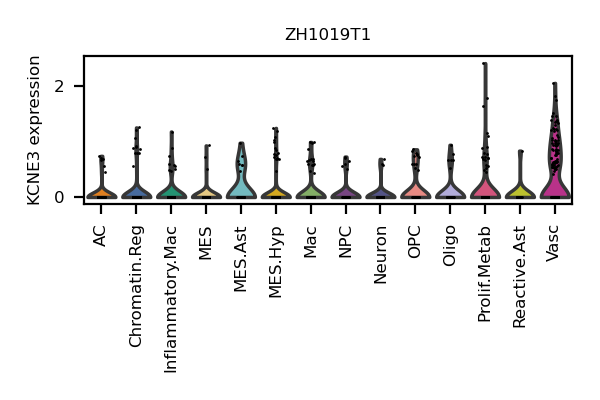 ZH1019T1
KCNE3 expression
2
0
AC
Chromatin.Reg
Inflammatory.Mac
MES
MES.Ast
MES.Hyp
Mac
NPC
Neuron
OPC
Oligo
Prolif.Metab
Reactive.Ast
Vasc